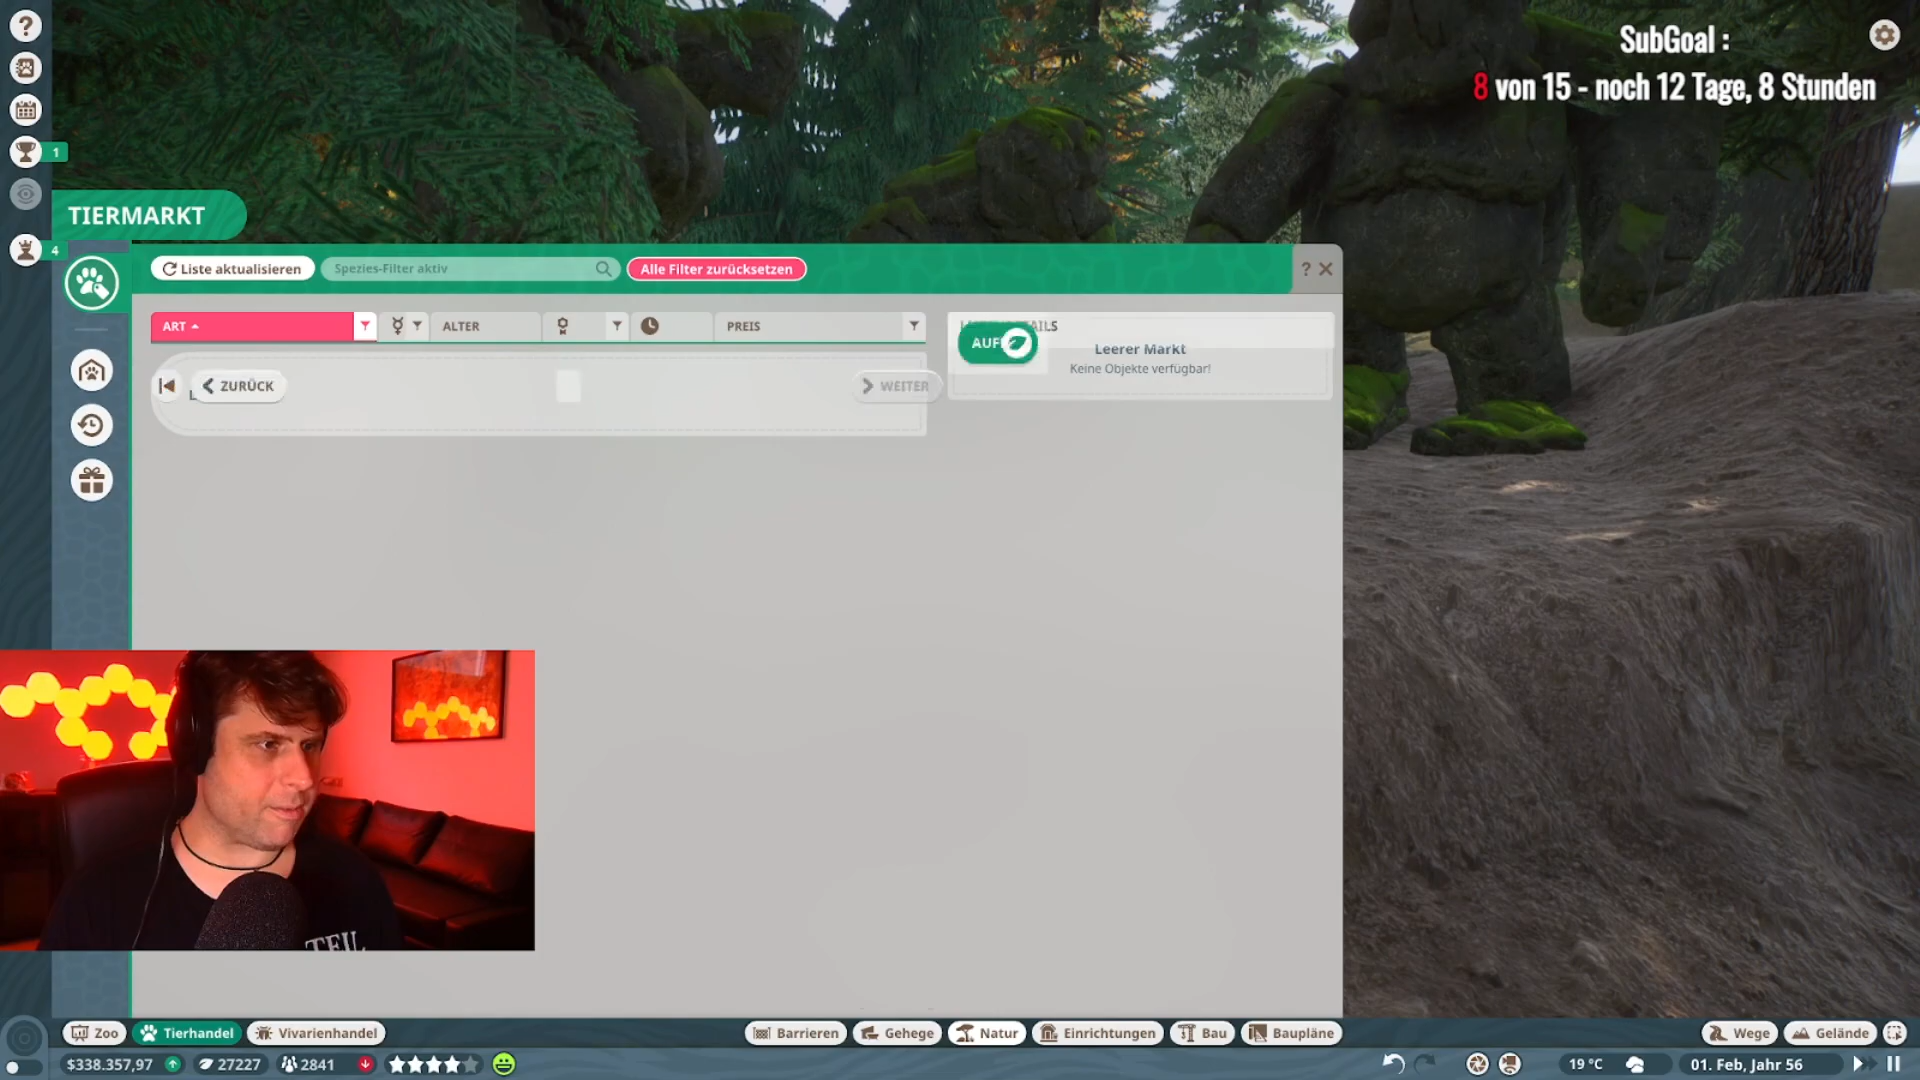 SubGoal :
8 von 15 - noch 12 Tage, 8 Stunden
1
TIERMARKT
4
Liste aktualisieren
Spezies-Filter aktiv
Alle Filter zurücksetzen
?
ART
ALTER
PREIS
AUF
Leerer Markt
Keine Objekte verfügbar!
ZURÜCK
WEITER
TEIL
Zoo
Tierhandel
Vivarienhandel
Barrieren
Gehege
Natur
Einrichtungen
Bau
Baupläne
Wege
Gelände
$338.357,97
27227
2841
19 °C
01. Feb, Jahr 56